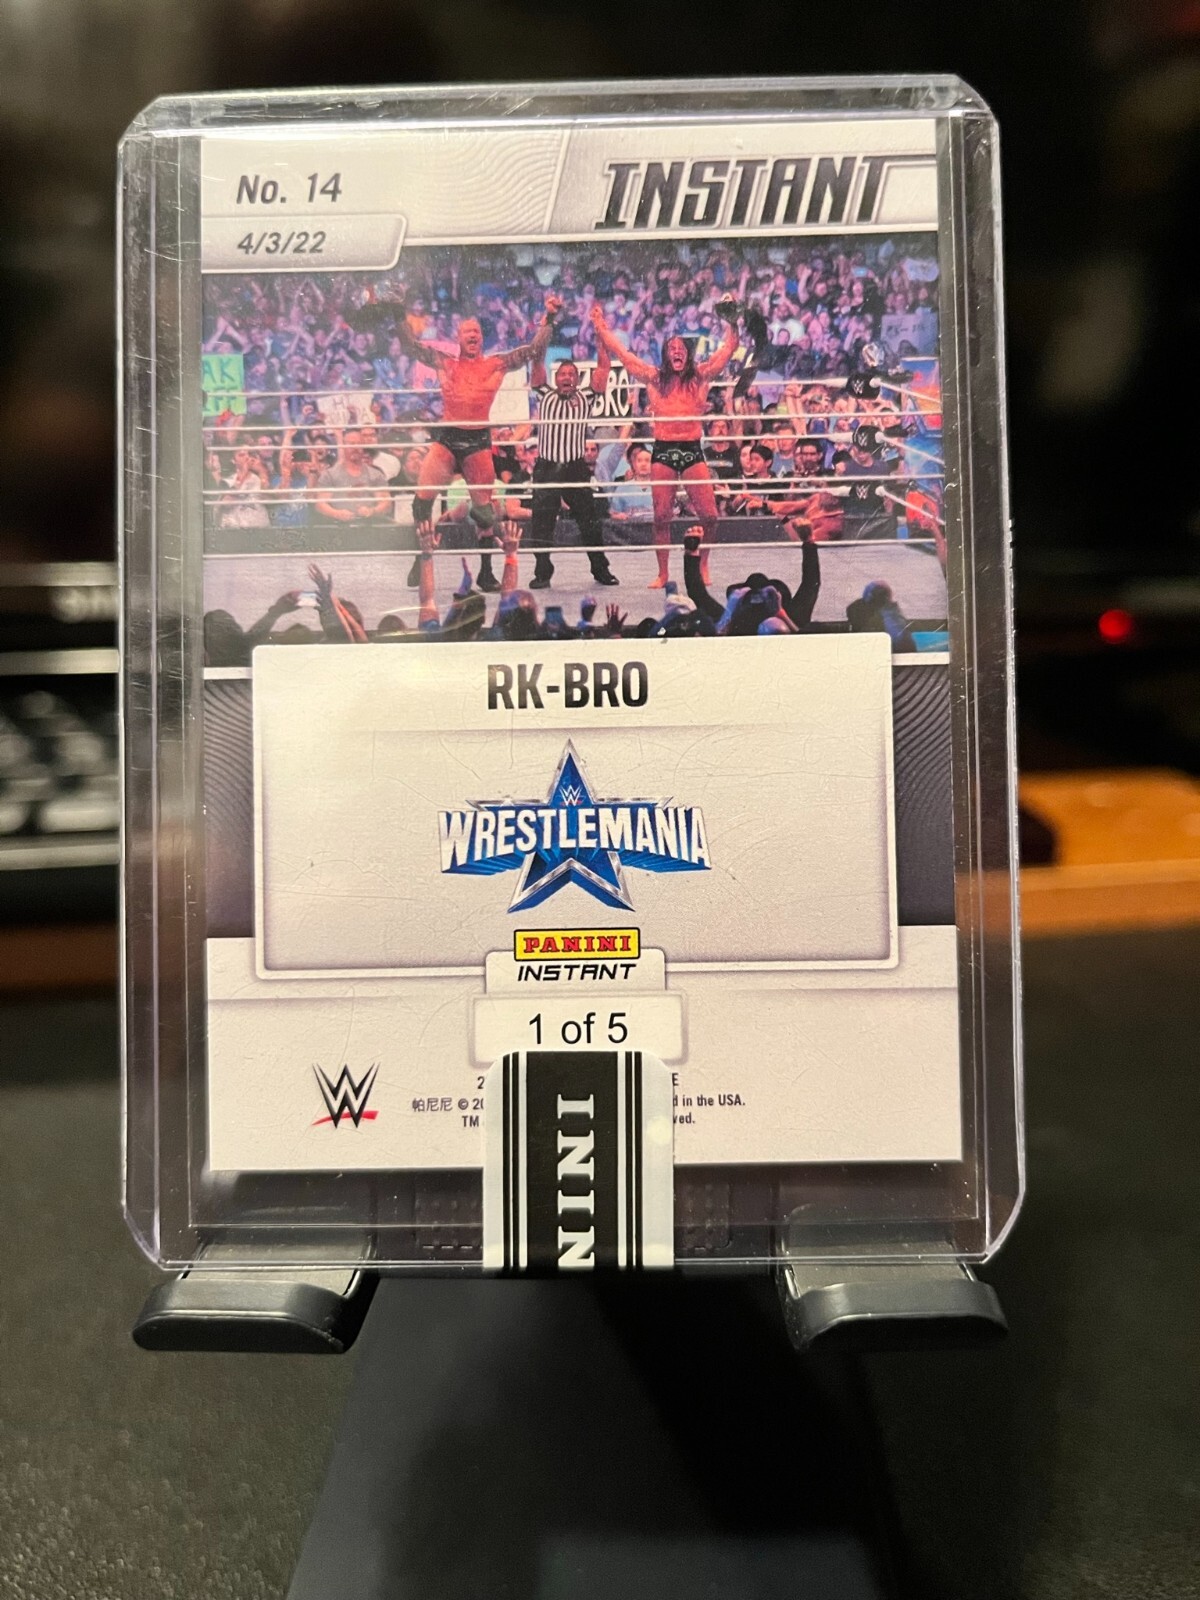 No. 14
INSTANT
4/3/22
BRO
RK-BRO
W
WRESTLEMANIA
PANINI
INSTANT
1 of 5
W
帕尼尼 ©
d in the USA.
TM
ININ